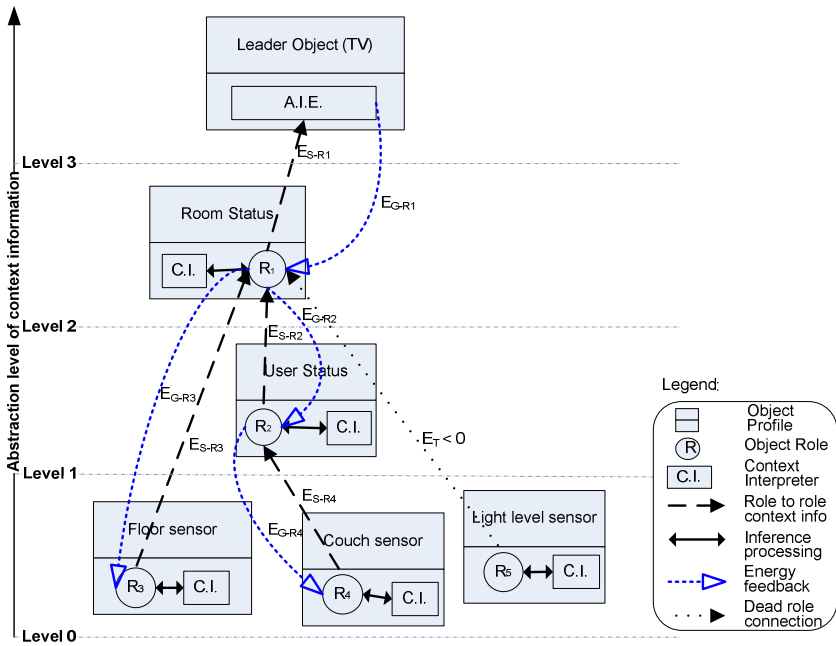 Abstraction level of context information
Leader Object (TV)
A.I.E.
ES-R1
Level 3
EG-R1
Room Status
C.I.
R1
Level 2
EG-R2
ES-R2
User Status
EG-R3
R2
C.I.
ES-R3
ET < 0
Level 1
ES-R4
EG-R4
Floor sensor
Couch sensor
Light level sensor
R3
C.I.
R4
C.I.
R5
C.I.
Level 0
Legend:
Object
Profile
R
Object Role
C.I.
Context
Interpreter
Role to role
context info
Inference
processing
Energy
feedback
Dead role
connection